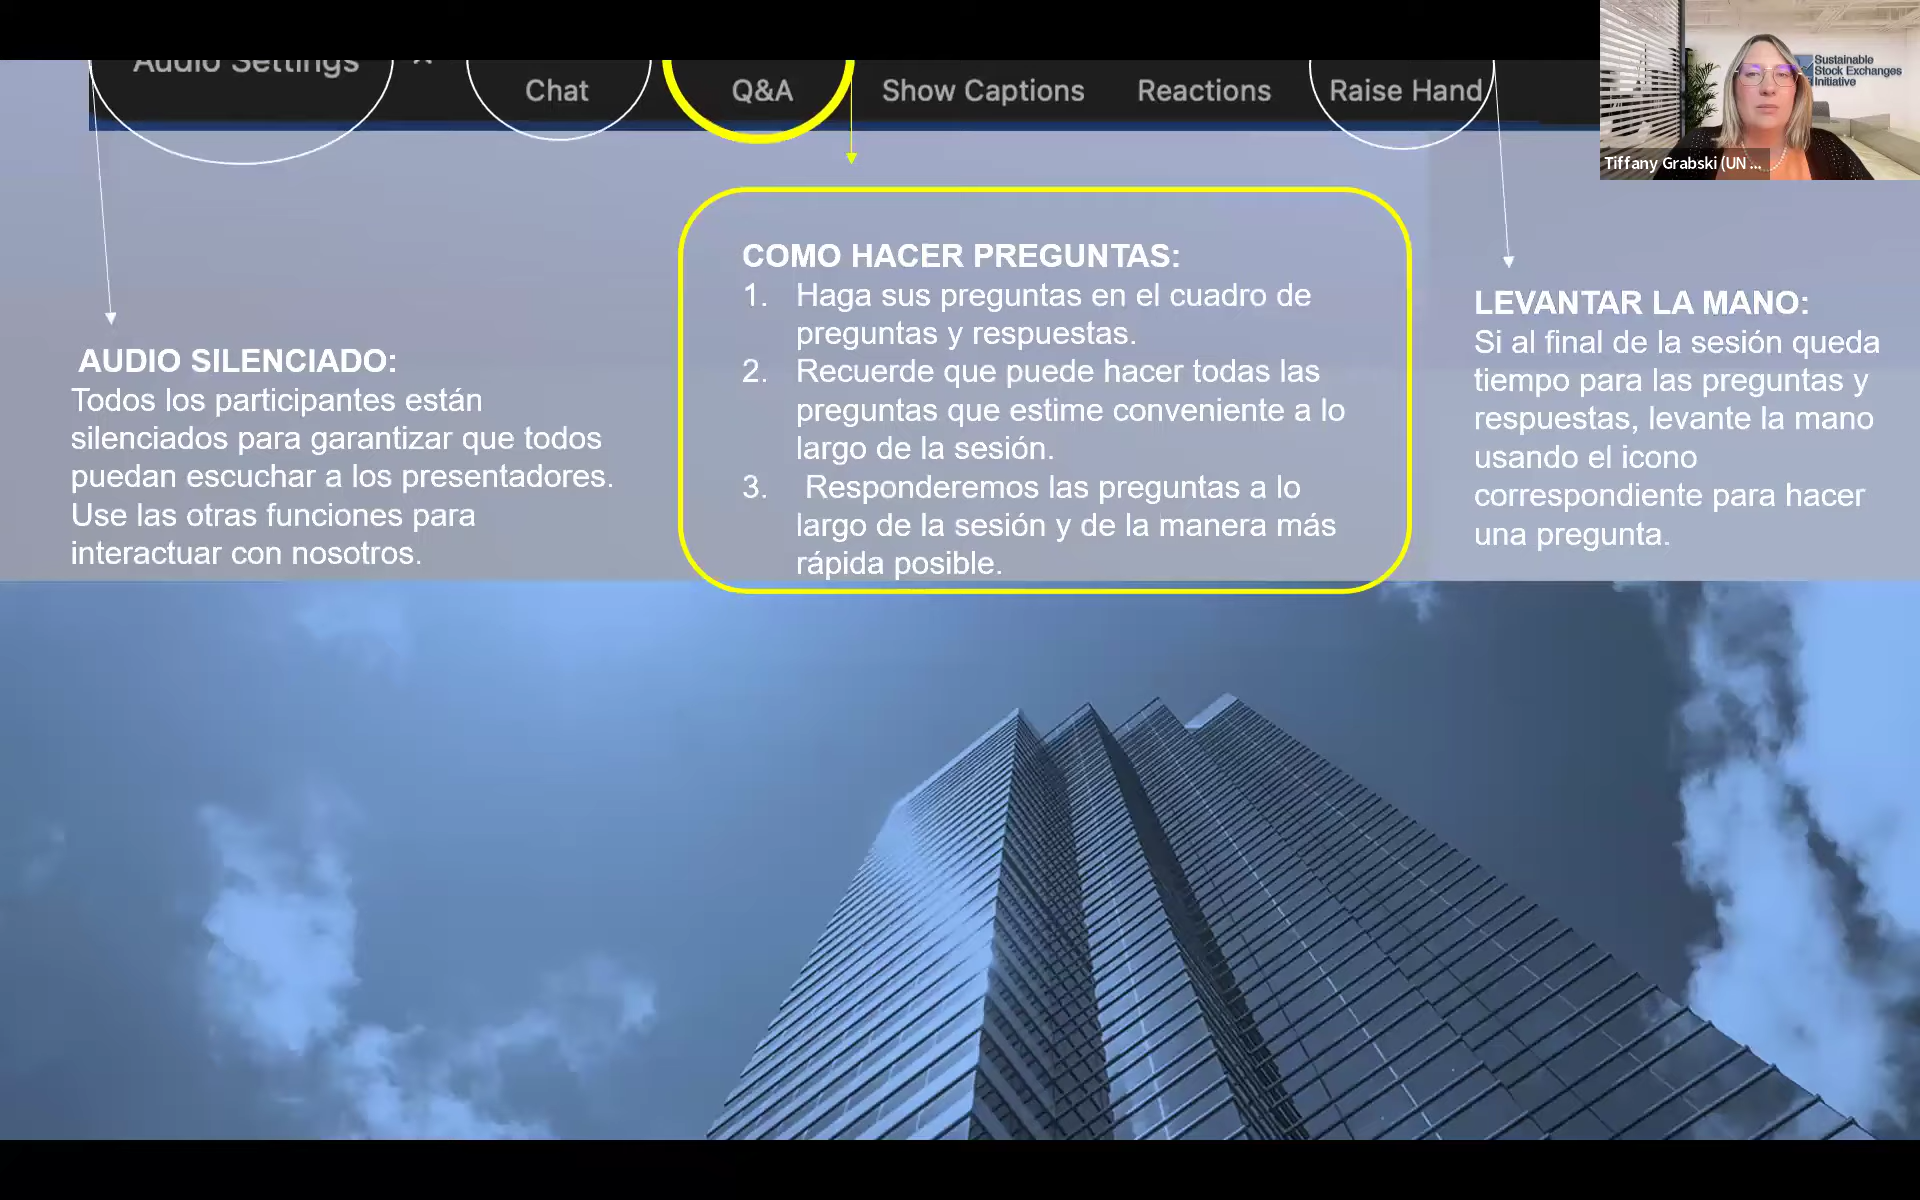 Audio Settings
Chat
Q&A
Show Captions
Reactions
Raise Hand
Sustainable
Stock Exchanges
Initiative
Tiffany Grabski (UN ...
AUDIO SILENCIADO:
Todos los participantes están
silenciados para garantizar que todos
puedan escuchar a los presentadores.
Use las otras funciones para
interactuar con nosotros.
COMO HACER PREGUNTAS:
1. Haga sus preguntas en el cuadro de
preguntas y respuestas.
2. Recuerde que puede hacer todas las
preguntas que estime conveniente a lo
largo de la sesión.
3. Responderemos las preguntas a lo
largo de la sesión y de la manera más
rápida posible.
LEVANTAR LA MANO:
Si al final de la sesión queda
tiempo para las preguntas y
respuestas, levante la mano
usando el icono
correspondiente para hacer
una pregunta.